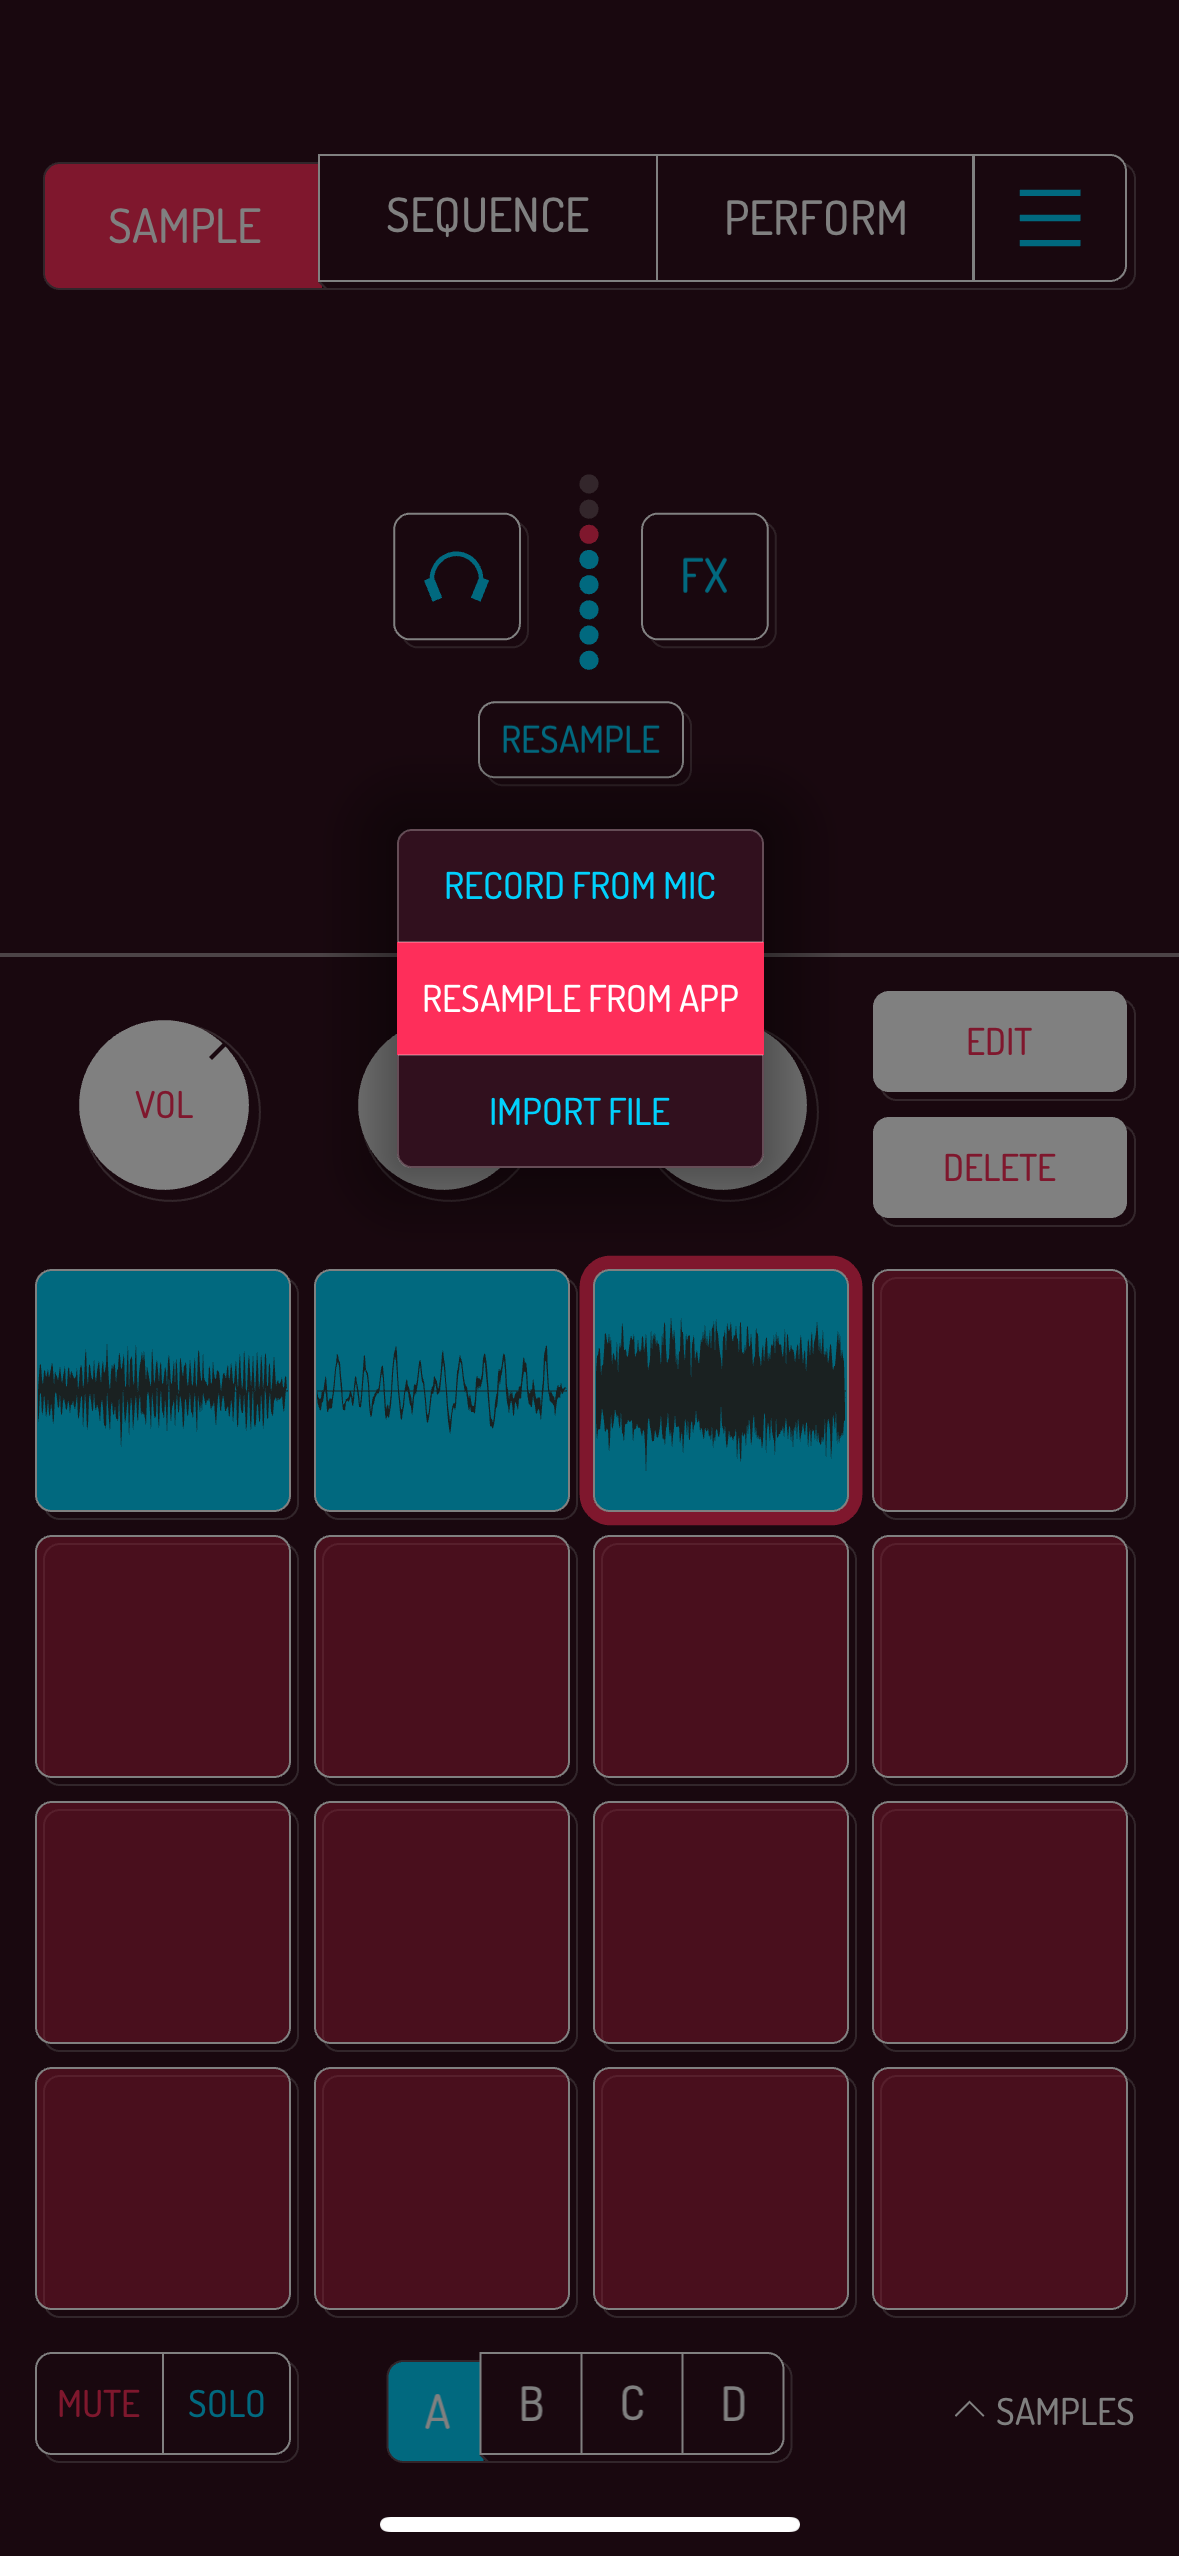 SAMPLE
SEQUENCE
PERFORM
FX
RESAMPLE
RECORD FROM MIC
RESAMPLE FROM APP
IMPORT FILE
VOL
EDIT
DELETE
MUTE
SOLO
A
B
C
D
SAMPLES